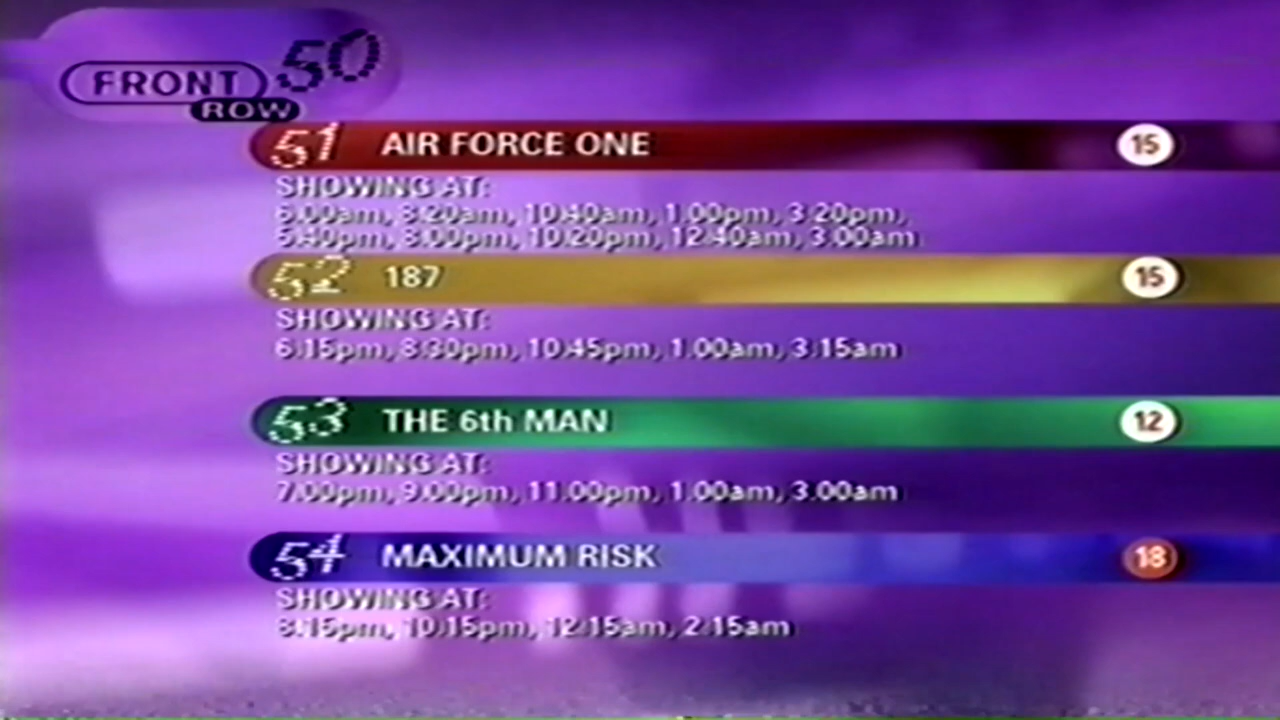 FRONT ROW 50
51 AIR FORCE ONE 15
SHOWING AT:
6.00am, 8.20am, 10.40am, 1.00pm, 3.20pm,
5.40pm, 8.00pm, 10.20pm, 12.40am, 3.00am
52 187 15
SHOWING AT:
6.15pm, 8.30pm, 10.45pm, 1.00am, 3.15am
53 THE 6th MAN 12
SHOWING AT:
7.00pm, 9.00pm, 11.00pm, 1.00am, 3.00am
54 MAXIMUM RISK 18
SHOWING AT:
8.15pm, 10.15pm, 12.15am, 2.15am